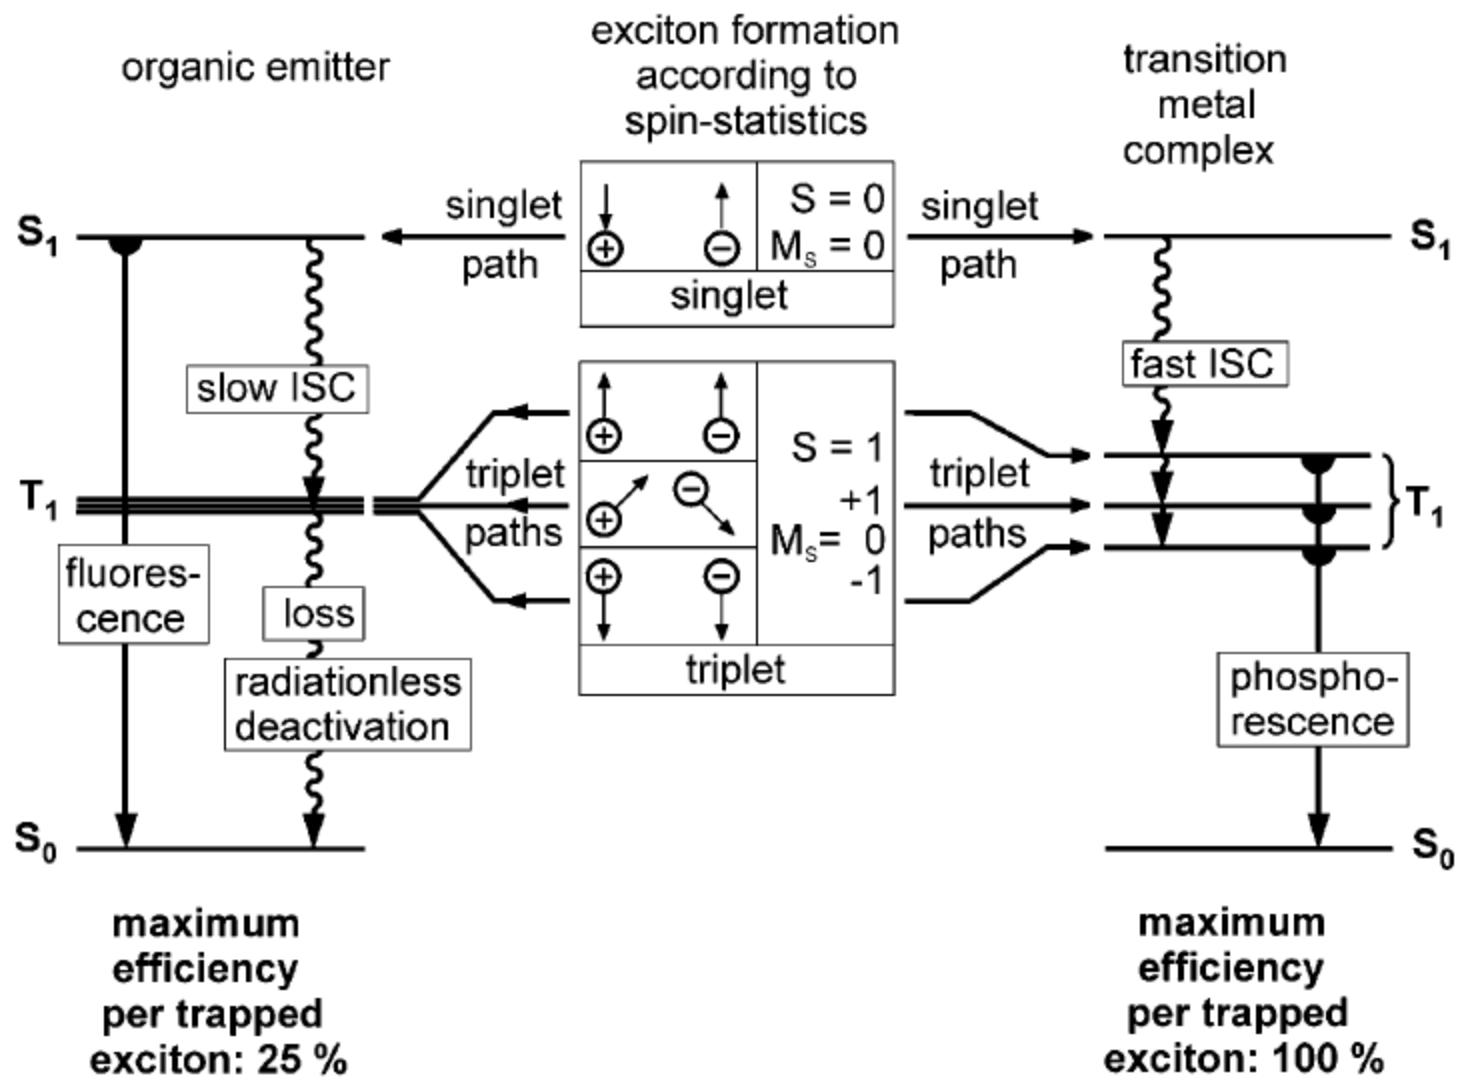 organic emitter
exciton formation
according to
spin-statistics
transition
metal
complex
S1
singlet
path
↓ ↑
⊕ ⊖
S = 0
Ms = 0
singlet
singlet
path
S1
slow ISC
fast ISC
T1
triplet
paths
⊕ ⊖
⊕ ⊖
⊕ ⊖
S = 1
+1
Ms= 0
-1
triplet
triplet
paths
T1
fluores-
cence
loss
radiationless
deactivation
phospho-
rescence
S0
S0
maximum
efficiency
per trapped
exciton: 25 %
maximum
efficiency
per trapped
exciton: 100 %